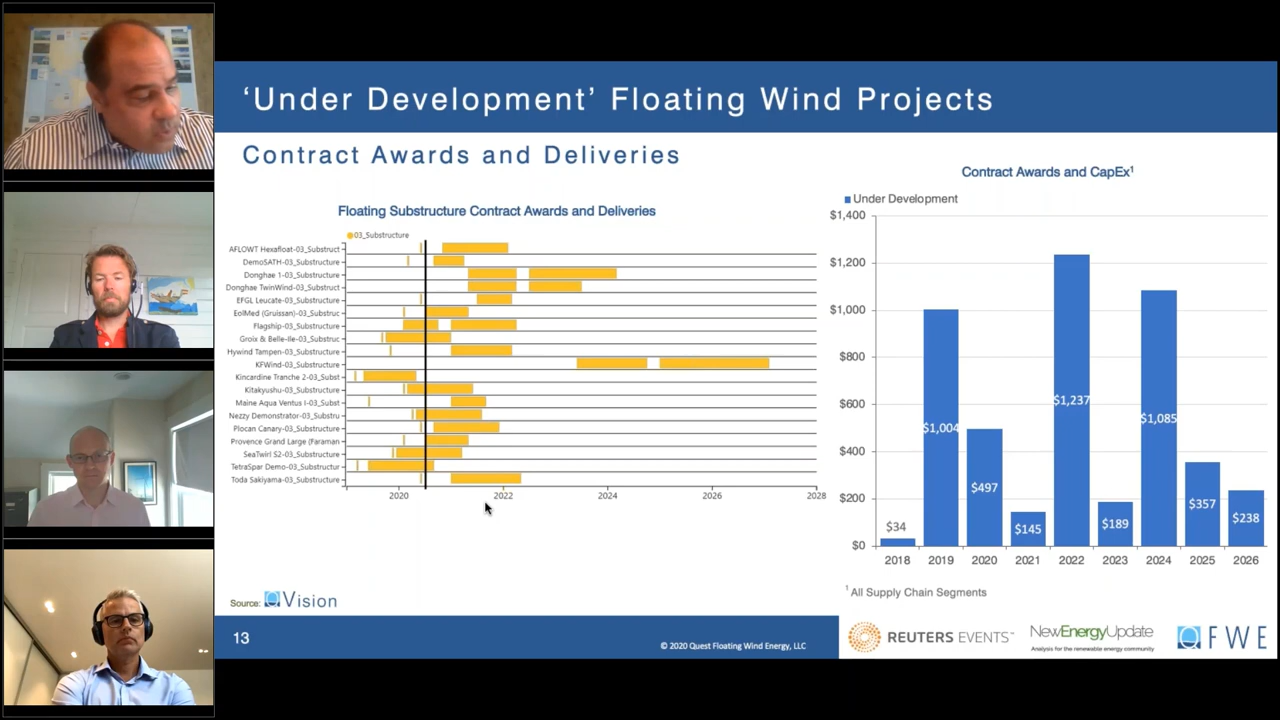 ‘Under Development’ Floating Wind Projects
Contract Awards and Deliveries
Floating Substructure Contract Awards and Deliveries
03_Substructure
AFLOWT Hexafloat-03_Substruct
DemoSATH-03_Substructure
Donghae 1-03_Substructure
Donghae TwinWind-03_Substruct
EFGL Leucate-03_Substructure
EolMed (Gruissan)-03_Substruc
Flagship-03_Substructure
Groix & Belle-Ile-03_Substruc
Hywind Tampen-03_Substructure
KFWind-03_Substructure
Kincardine Tranche 2-03_Subst
Kitakyushu-03_Substructure
Maine Aqua Ventus I-03_Subst
Nezzy Demonstrator-03_Substru
Plocan Canary-03_Substructure
Provence Grand Large (Faraman
SeaTwirl S2-03_Substructure
TetraSpar Demo-03_Substructur
Toda Sakiyama-03_Substructure
2020 2022 2024 2026 2028
Contract Awards and CapEx¹
Under Development
$1,400
$1,200
$1,000
$800
$600
$400
$200
$0
$34
$1,004
$497
$145
$1,237
$189
$1,085
$357
$238
2018 2019 2020 2021 2022 2023 2024 2025 2026
¹ All Supply Chain Segments
Source: Vision
13
© 2020 Quest Floating Wind Energy, LLC
REUTERS EVENTS™
NewEnergyUpdate
Analysis for the renewable energy community
FWE